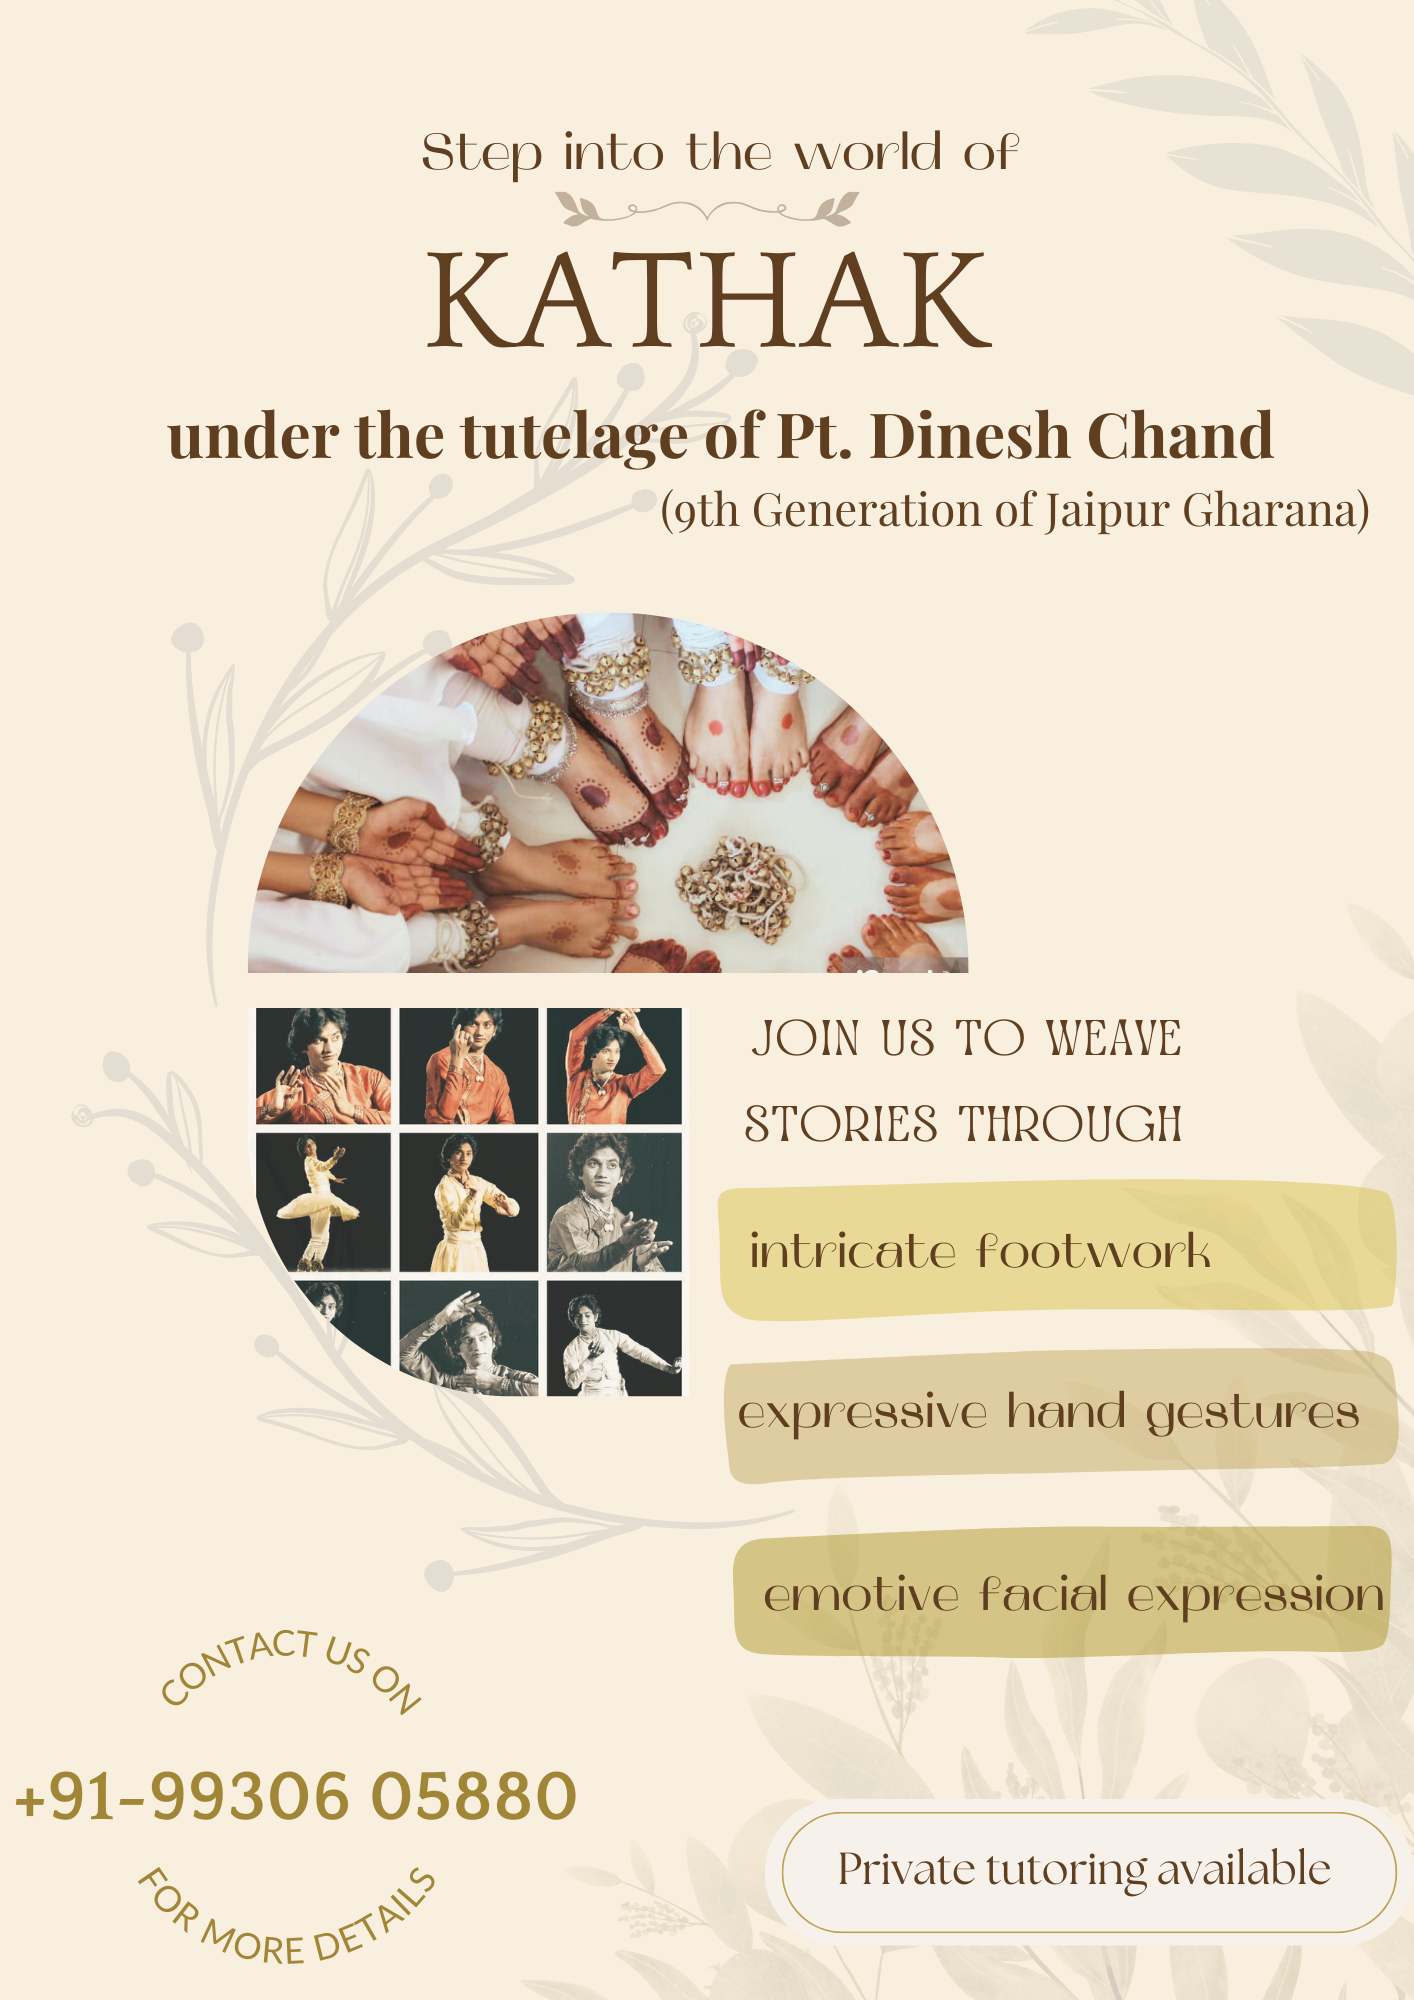 Step into the world of
KATHAK
under the tutelage of Pt. Dinesh Chand
(9th Generation of Jaipur Gharana)
JOIN US TO WEAVE
STORIES THROUGH
intricate footwork
expressive hand gestures
emotive facial expression
CONTACT US ON
+91-99306 05880
FOR MORE DETAILS
Private tutoring available